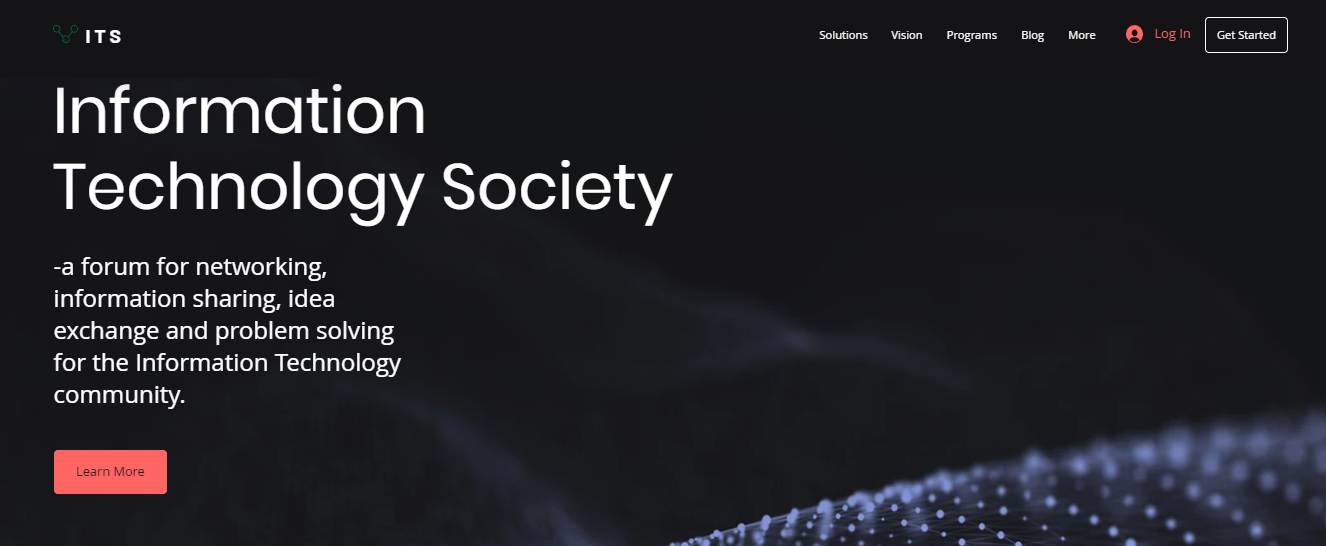 ITS
Solutions Vision Programs Blog More Log In Get Started
Information
Technology Society
-a forum for networking,
information sharing, idea
exchange and problem solving
for the Information Technology
community.
Learn More